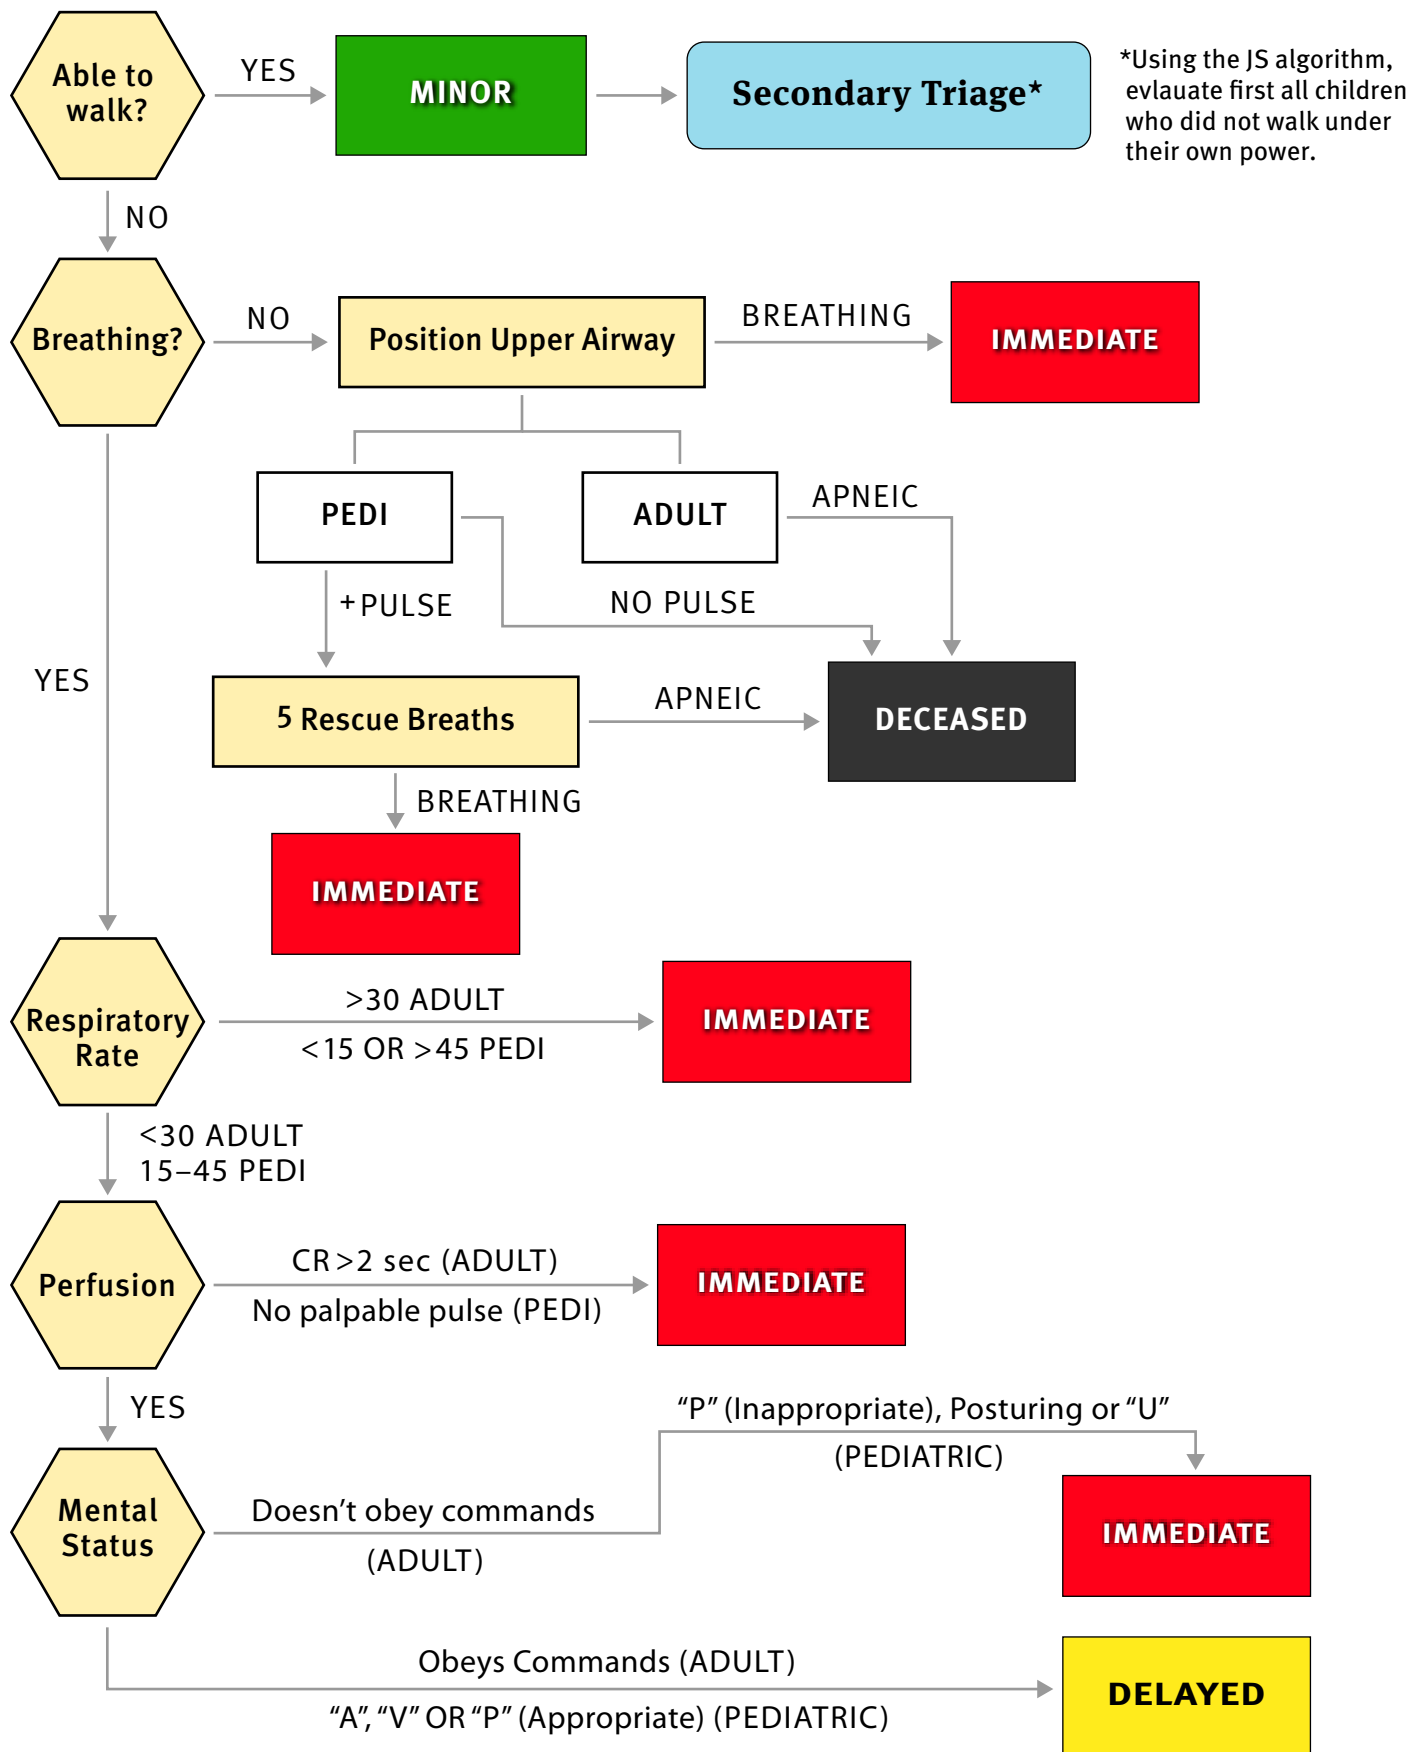 Able to
walk?
YES
MINOR
Secondary Triage*
*Using the JS algorithm,
evlauate first all children
who did not walk under
their own power.
NO
Breathing?
NO
Position Upper Airway
BREATHING
IMMEDIATE
PEDI
ADULT
APNEIC
+PULSE
NO PULSE
YES
5 Rescue Breaths
APNEIC
DECEASED
BREATHING
IMMEDIATE
Respiratory
Rate
>30 ADULT
<15 OR >45 PEDI
IMMEDIATE
<30 ADULT
15–45 PEDI
Perfusion
CR >2 sec (ADULT)
No palpable pulse (PEDI)
IMMEDIATE
YES
“P” (Inappropriate), Posturing or “U”
(PEDIATRIC)
Mental
Status
Doesn’t obey commands
(ADULT)
IMMEDIATE
Obeys Commands (ADULT)
“A”, “V” OR “P” (Appropriate) (PEDIATRIC)
DELAYED